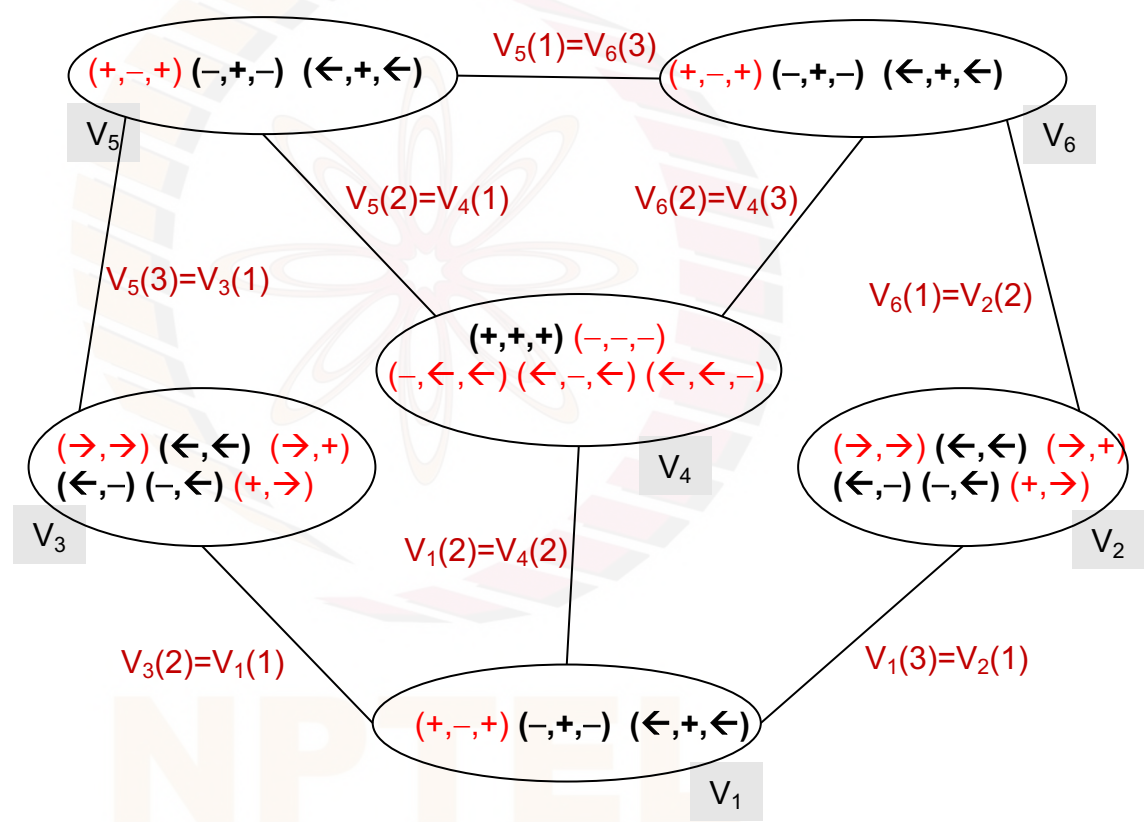 V₅(1)=V₆(3)
(+,–,+) (–,+,–) (←,+,←)
(+,–,+) (–,+,–) (←,+,←)
V₅
V₆
V₅(2)=V₄(1)
V₆(2)=V₄(3)
V₅(3)=V₃(1)
V₆(1)=V₂(2)
(+,+,+) (–,–,–)
(–,←,←) (←,–,←) (←,←,–)
V₄
(→,→) (←,←) (→,+)
(←,–) (–,←) (+,→)
V₃
(→,→) (←,←) (→,+)
(←,–) (–,←) (+,→)
V₂
V₁(2)=V₄(2)
V₃(2)=V₁(1)
V₁(3)=V₂(1)
(+,–,+) (–,+,–) (←,+,←)
V₁
NPTEL